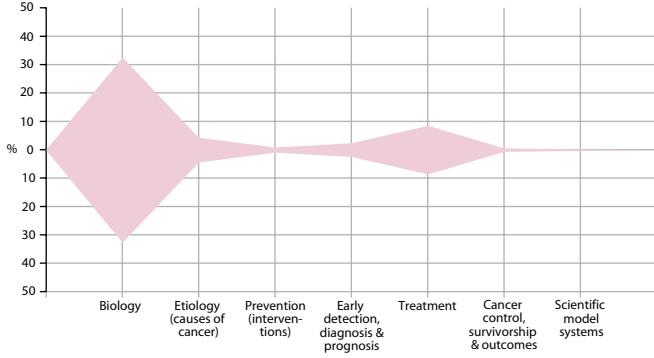 50
40
30
20
10
% 0
10
20
30
40
50
Biology
Etiology
(causes of
cancer)
Prevention
(interven-
tions)
Early
detection,
diagnosis &
prognosis
Treatment
Cancer
control,
survivorship
& outcomes
Scientific
model
systems